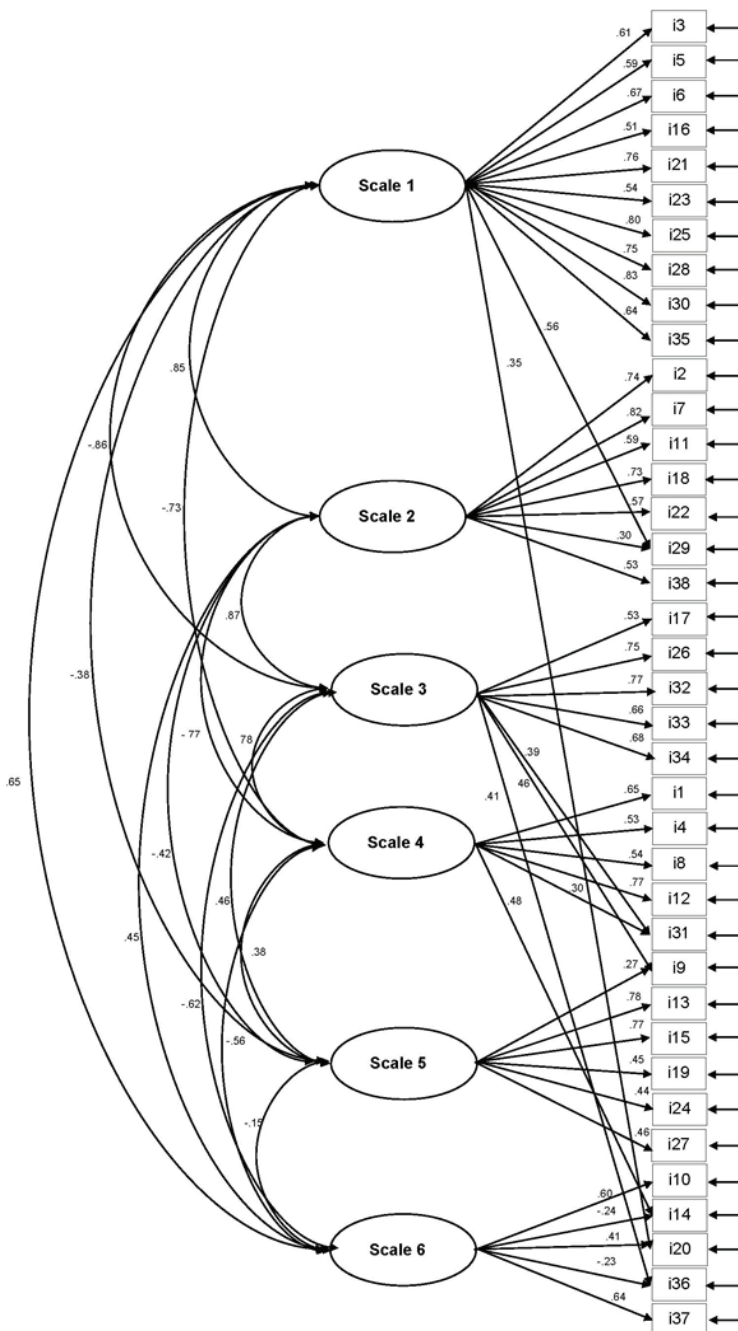 i3
.61
i5
.59
i6
.67
i16
.51
i21
.76
Scale 1
i23
.54
i25
.80
i28
.75
i30
.83
i35
.64
.56
.35
.85
-.86
i2
.74
i7
.82
i11
.59
-.73
i18
.73
Scale 2
i22
.57
i29
.30
i38
.53
.87
i17
.53
-.38
i26
.75
Scale 3
i32
.77
i33
.66
i34
.68
-.77
78
.39
.46
.41
.65
i1
.65
i4
.53
Scale 4
i8
.54
i12
.77
.30
-.42
.46
.48
i31
.45
.38
i9
.27
-.62
i13
.78
-.56
i15
.77
Scale 5
i19
.45
i24
.44
-.15
i27
.46
i10
.60
i14
-.24
Scale 6
i20
.41
i36
-.23
i37
.64